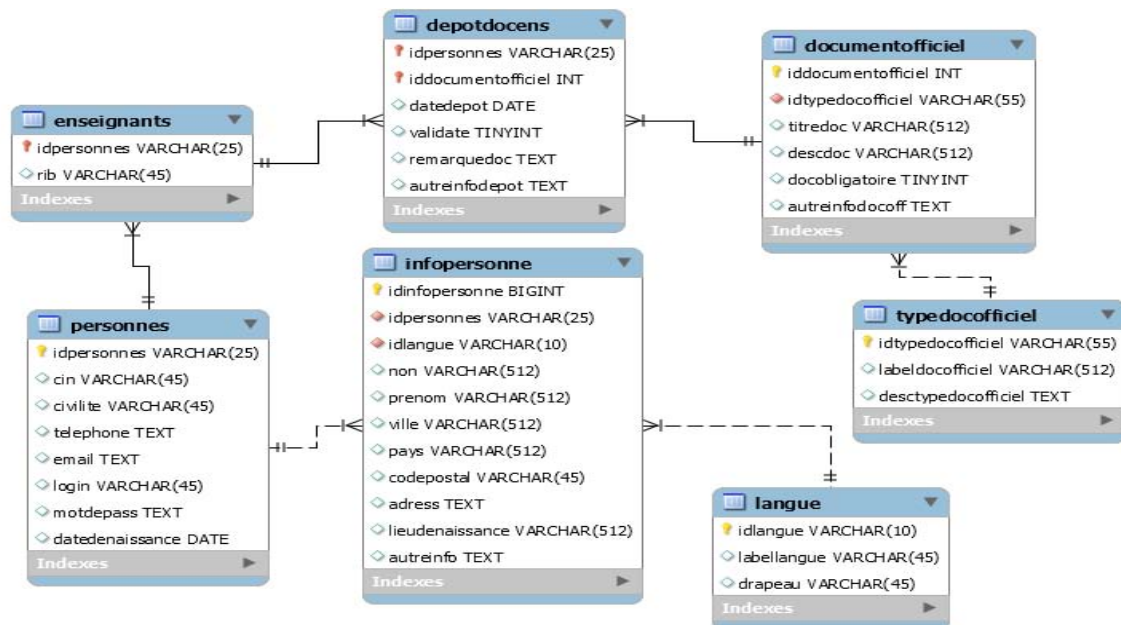 depotdocens
idpersonnes VARCHAR(25)
iddocumentofficiel INT
datedepot DATE
validate TINYINT
remarquedoc TEXT
autreinfodepot TEXT
Indexes
documentofficiel
iddocumentofficiel INT
idtypedocofficiel VARCHAR(55)
titredoc VARCHAR(512)
descdoc VARCHAR(512)
docobligatoire TINYINT
autreinfodocoff TEXT
Indexes
enseignants
idpersonnes VARCHAR(25)
rib VARCHAR(45)
Indexes
infopersonne
idinfopersonne BIGINT
idpersonnes VARCHAR(25)
idlangue VARCHAR(10)
non VARCHAR(512)
prenom VARCHAR(512)
ville VARCHAR(512)
pays VARCHAR(512)
codepostal VARCHAR(45)
adress TEXT
lieudenaissance VARCHAR(512)
autreinfo TEXT
Indexes
typedocofficiel
idtypedocofficiel VARCHAR(55)
labeldocofficiel VARCHAR(512)
desctypedocofficiel TEXT
Indexes
personnes
idpersonnes VARCHAR(25)
cin VARCHAR(45)
civilite VARCHAR(45)
telephone TEXT
email TEXT
login VARCHAR(45)
motdepass TEXT
datedenaissance DATE
Indexes
langue
idlangue VARCHAR(10)
labellangue VARCHAR(45)
drapeau VARCHAR(45)
Indexes